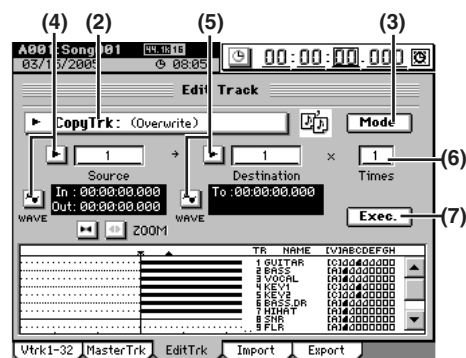 (4) (2) (5) (3)
A001:Song001 44.1K 16
03/15/2005 08:05 00:00:00.000
Edit Track
CopyTrk: (Overwrite) Mode
1 → 1 × 1 (6)
Source Destination Times
In :00:00:00.000 To :00:00:00.000
Out:00:00:00.000
WAVE WAVE Exec. (7)
ZOOM
TR NAME [V]ABCDEFGH
1 GUITAR [C]
2 BASS [A]
3 VOCAL [A]
4 KEY1 [C]
5 KEY2 [C]
6 BASS.DR [A]
7 HIHAT [A]
8 SNR [A]
9 FLR [A]
Vtrk1-32 MasterTrk EditTrk Import Export